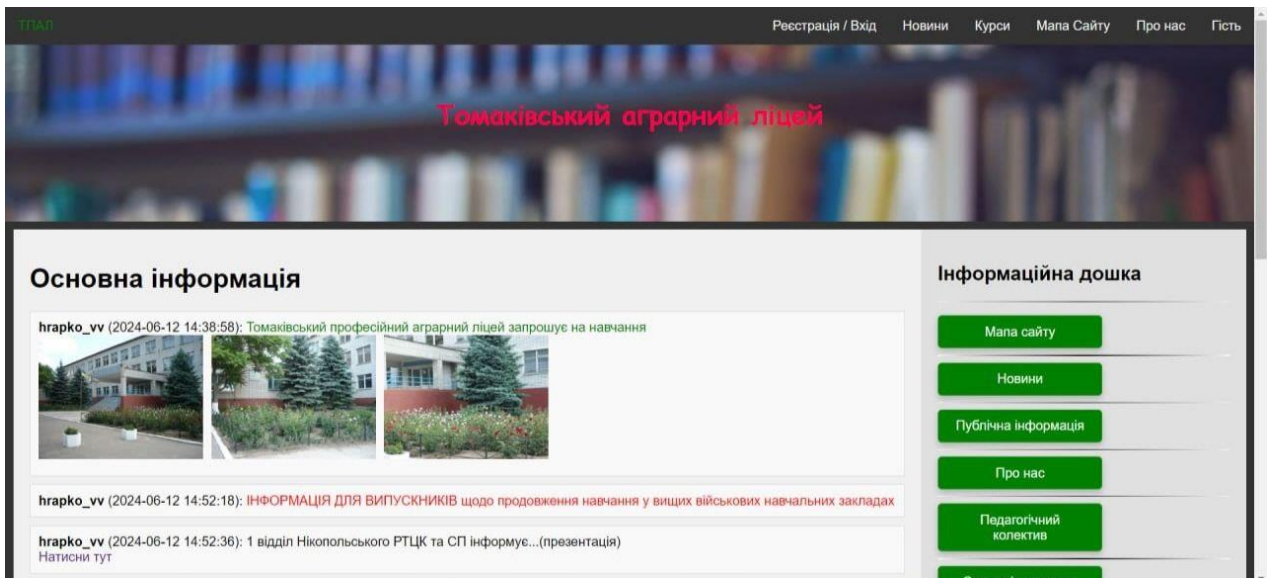 ТПАЛ
Реєстрація / Вхід Новини Курси Мапа Сайту Про нас Гість
Томаківський аграрний ліцей
Основна інформація
hrapko_vv (2024-06-12 14:38:58): Томаківський професійний аграрний ліцей запрошує на навчання
hrapko_vv (2024-06-12 14:52:18): ІНФОРМАЦІЯ ДЛЯ ВИПУСКНИКІВ щодо продовження навчання у вищих військових навчальних закладах
hrapko_vv (2024-06-12 14:52:36): 1 відділ Нікопольського РТЦК та СП інформує...(презентація)
Натисни тут
Інформаційна дошка
Мапа сайту
Новини
Публічна інформація
Про нас
Педагогічний
колектив